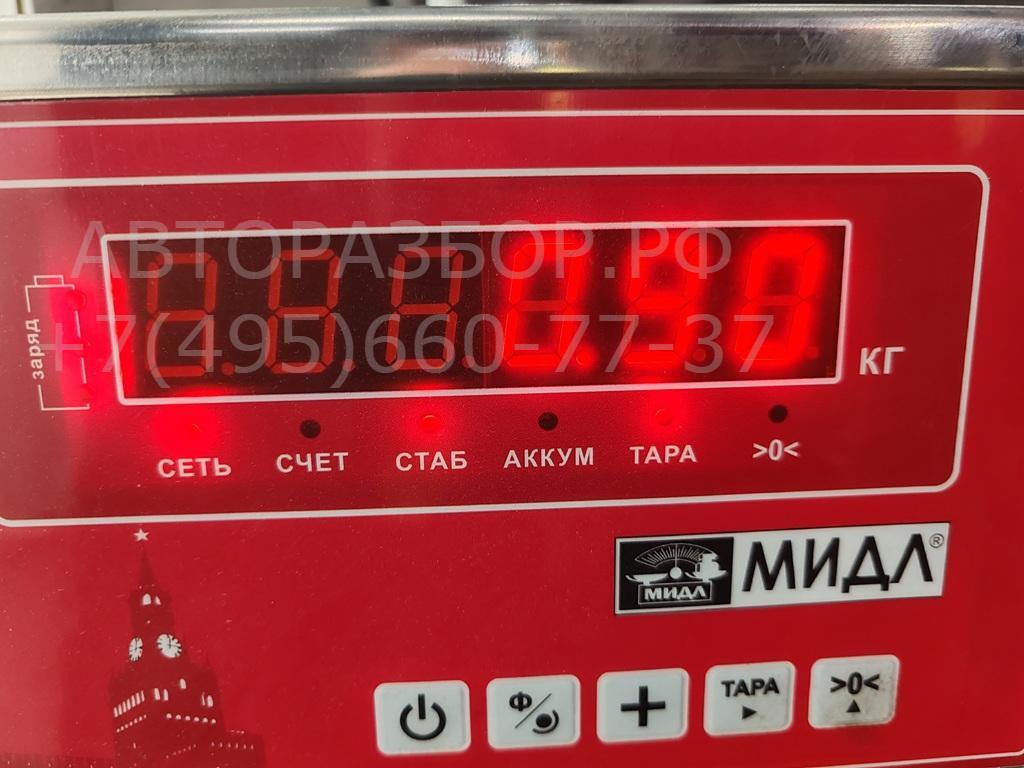 АВТОРАЗБОР.РФ
+7(495)660-77-37
заряд
КГ
СЕТЬ СЧЕТ СТАБ АККУМ ТАРА >0<
МИДЛ МИДЛ®
Ф ТАРА >0<